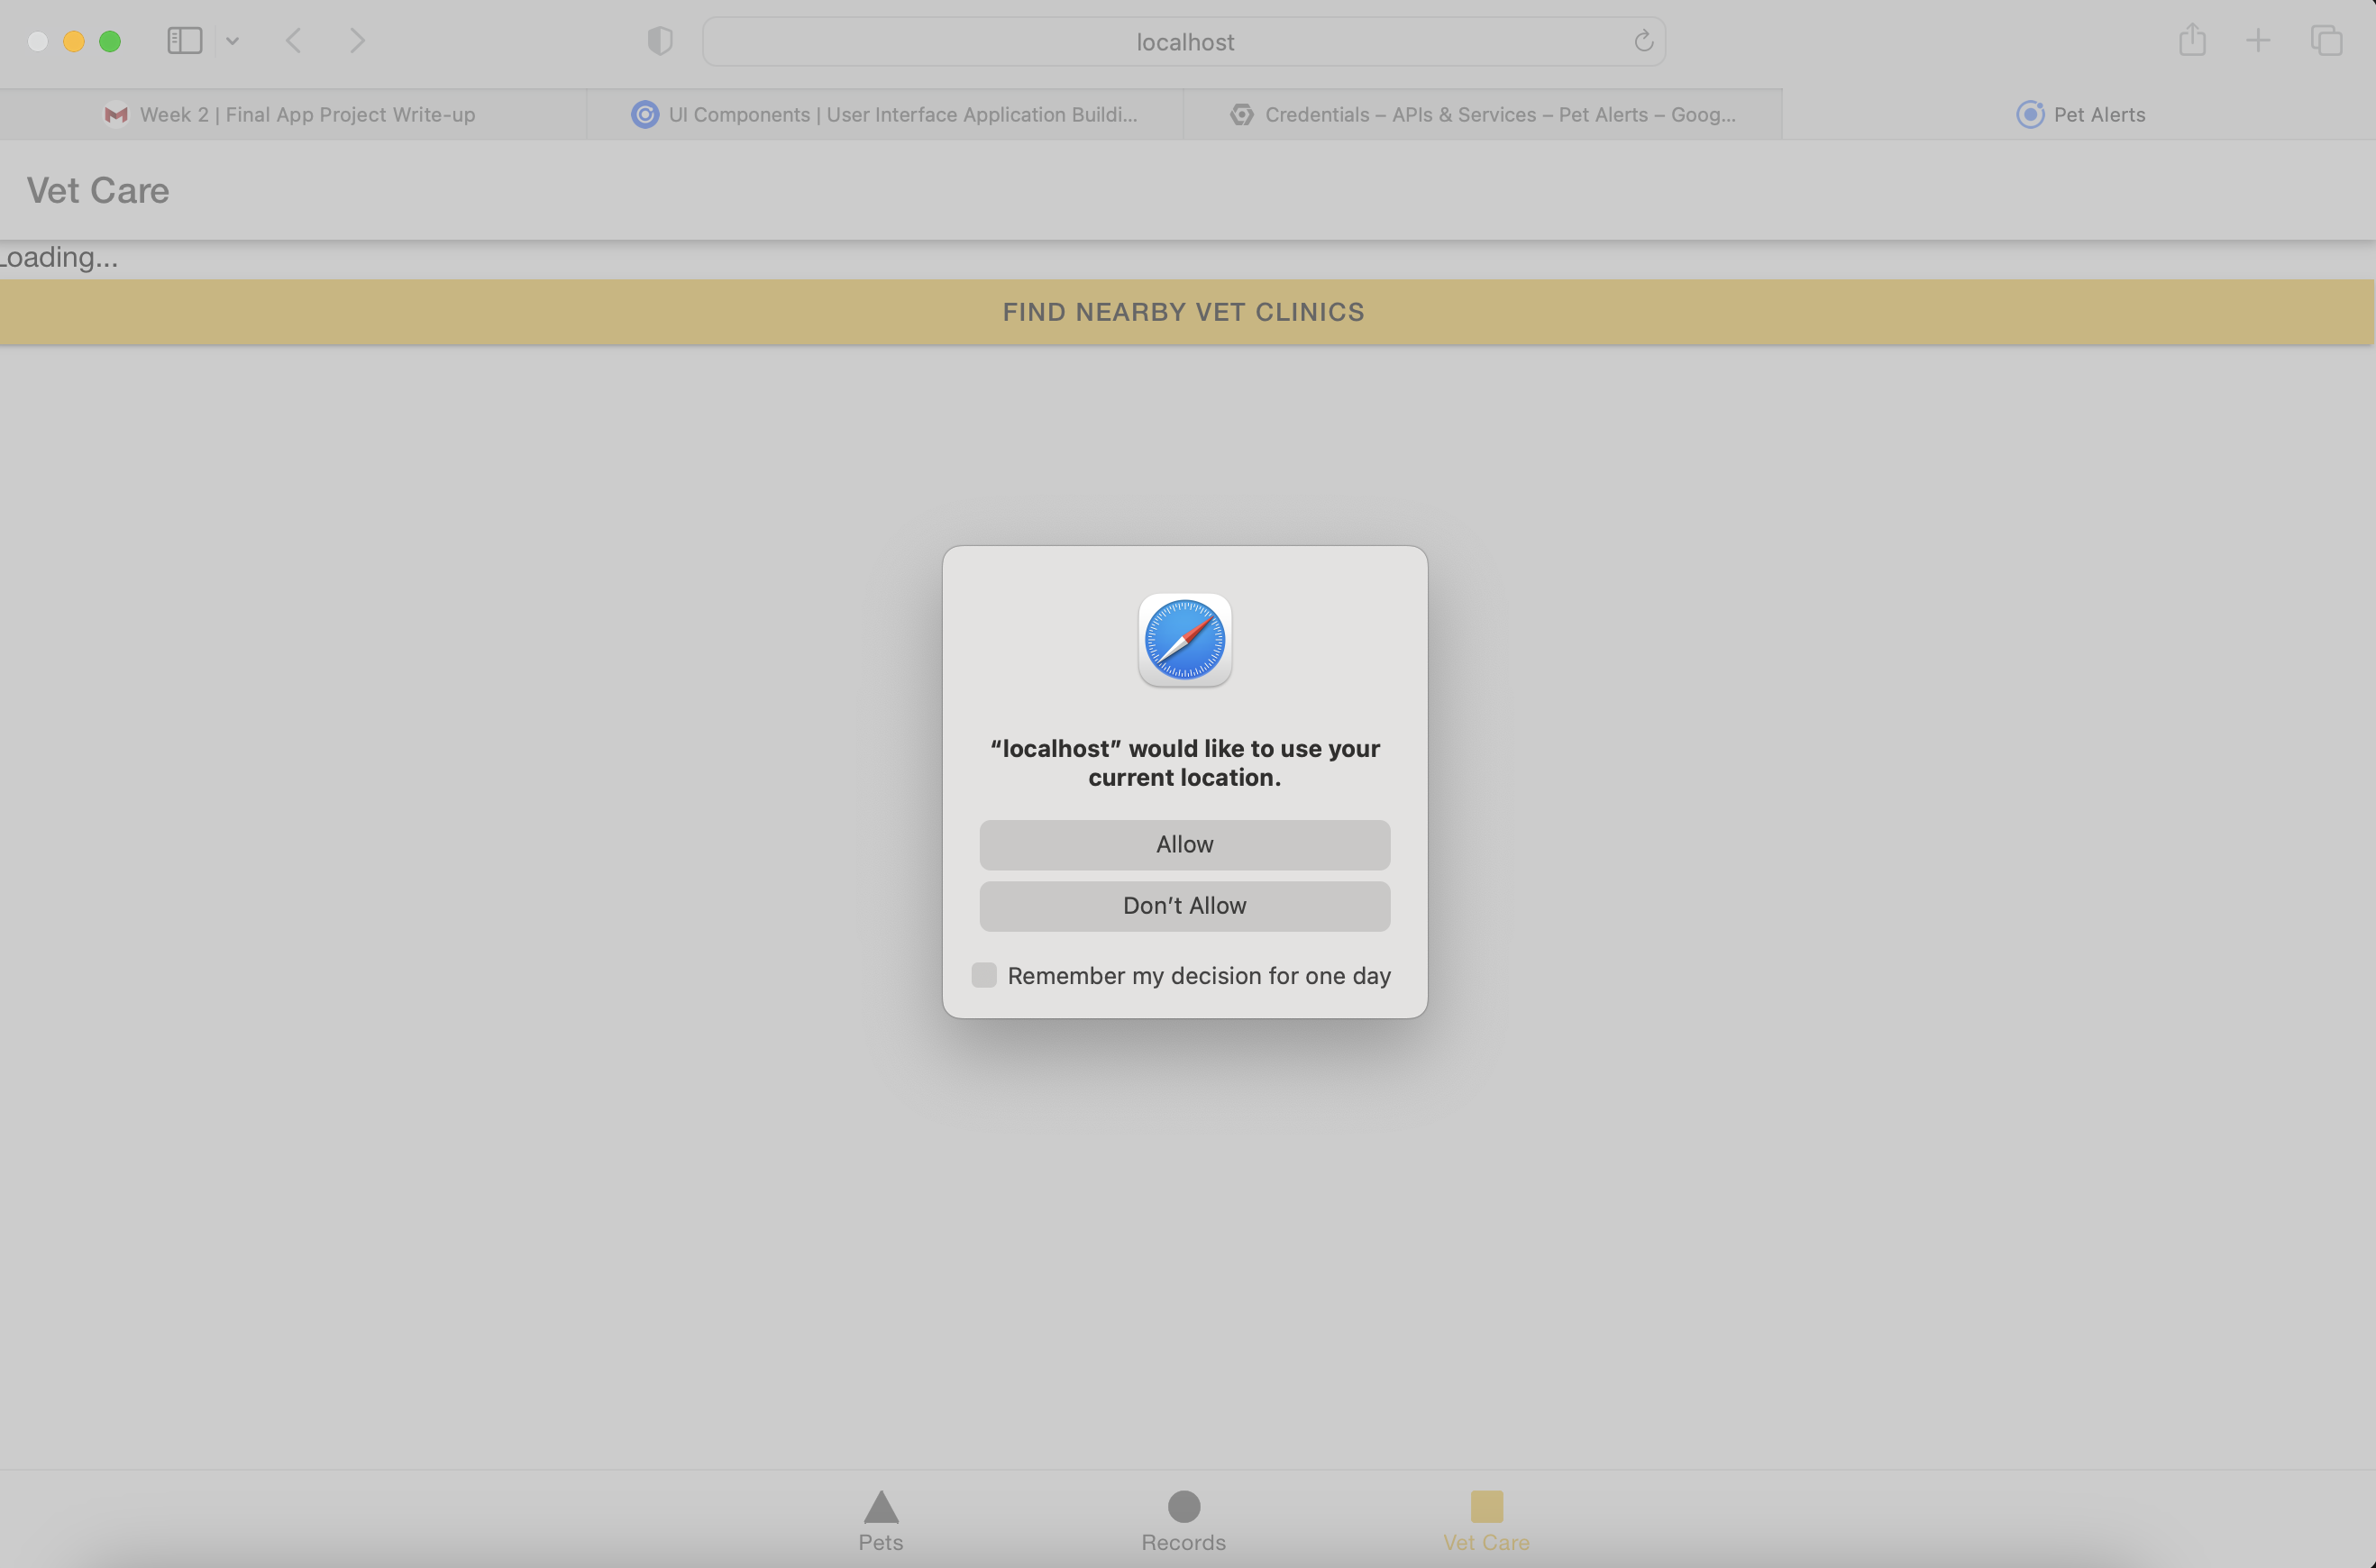 localhost
Week 2 | Final App Project Write-up
UI Components | User Interface Application Buildi...
Credentials – APIs & Services – Pet Alerts – Goog...
Pet Alerts
Vet Care
Loading...
FIND NEARBY VET CLINICS
“localhost” would like to use your
current location.
Allow
Don’t Allow
Remember my decision for one day
Pets
Records
Vet Care